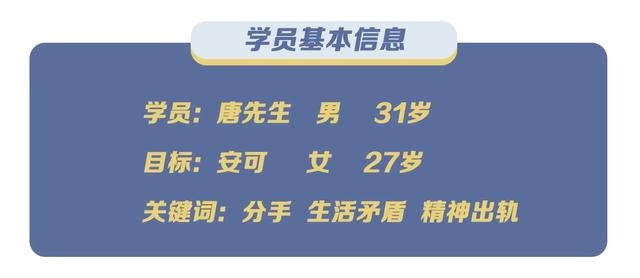 学员基本信息
学员：唐先生 男 31岁
目标：安可 女 27岁
关键词：分手 生活矛盾 精神出轨